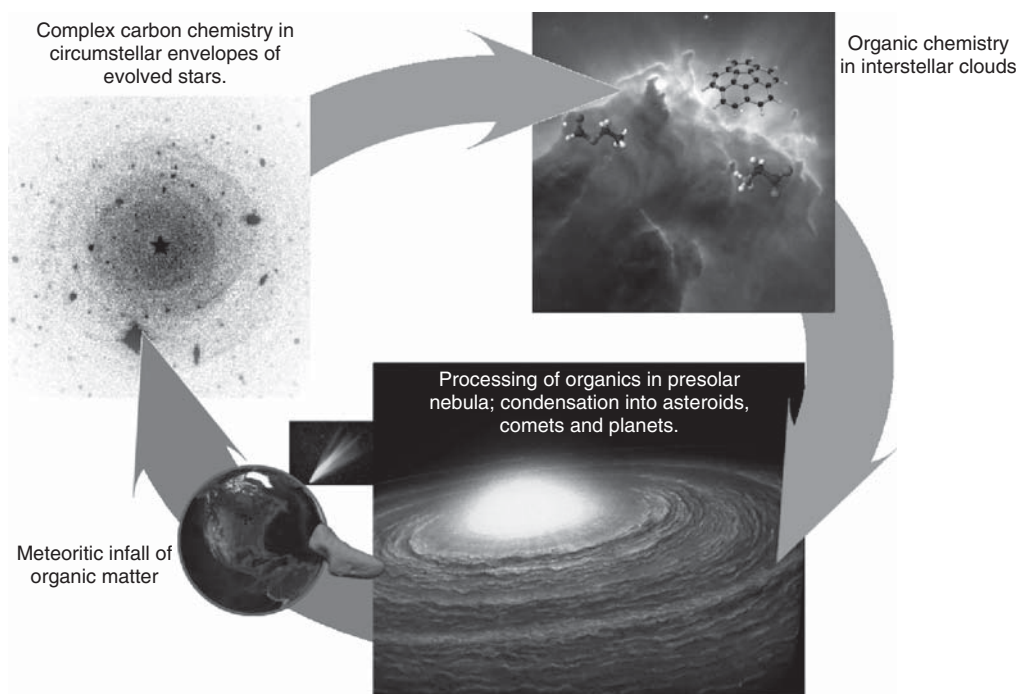 Complex carbon chemistry in
circumstellar envelopes of
evolved stars.
Organic chemistry
in interstellar clouds
Processing of organics in presolar
nebula; condensation into asteroids,
comets and planets.
Meteoritic infall of
organic matter